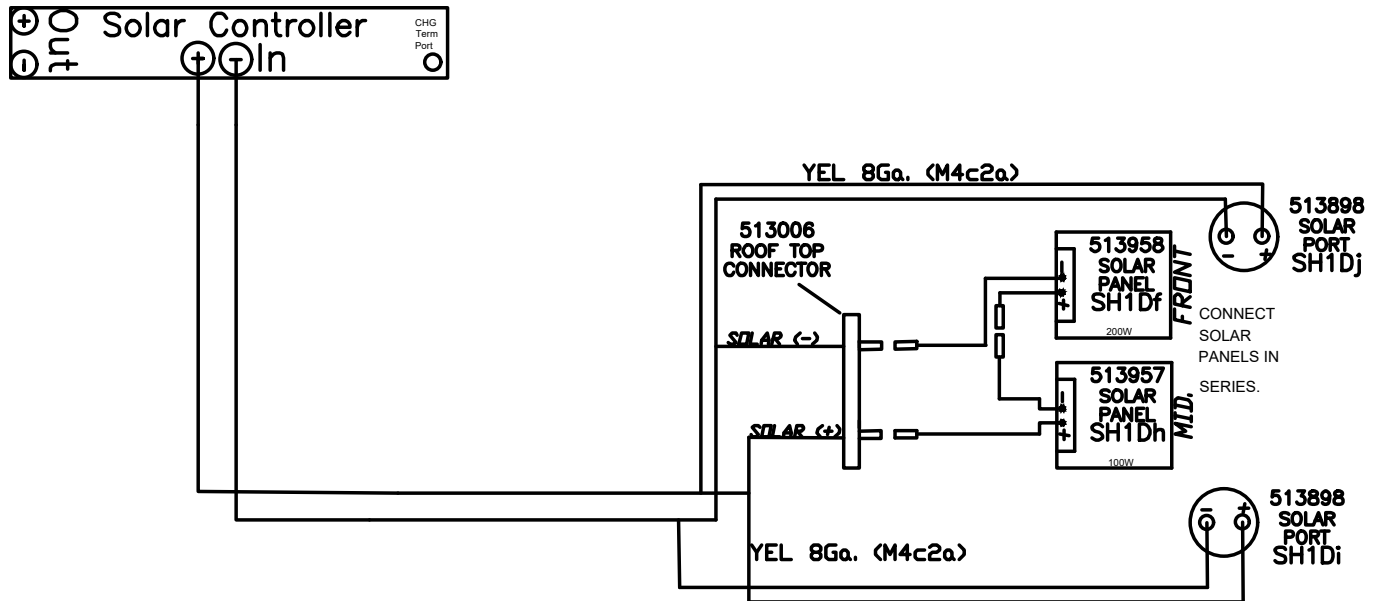 + Out -
Solar Controller
+ - In
CHG
Term
Port
YEL 8Ga. (M4c2a)
513898
SOLAR
PORT
SH1Dj
- +
513006
ROOF TOP
CONNECTOR
513958
SOLAR
PANEL
SH1Df
- +
200W
FRONT
CONNECT
SOLAR
PANELS IN
SERIES.
SOLAR (-)
513957
SOLAR
PANEL
SH1Dh
- +
100W
MID.
SOLAR (+)
513898
SOLAR
PORT
SH1Di
- +
YEL 8Ga. (M4c2a)